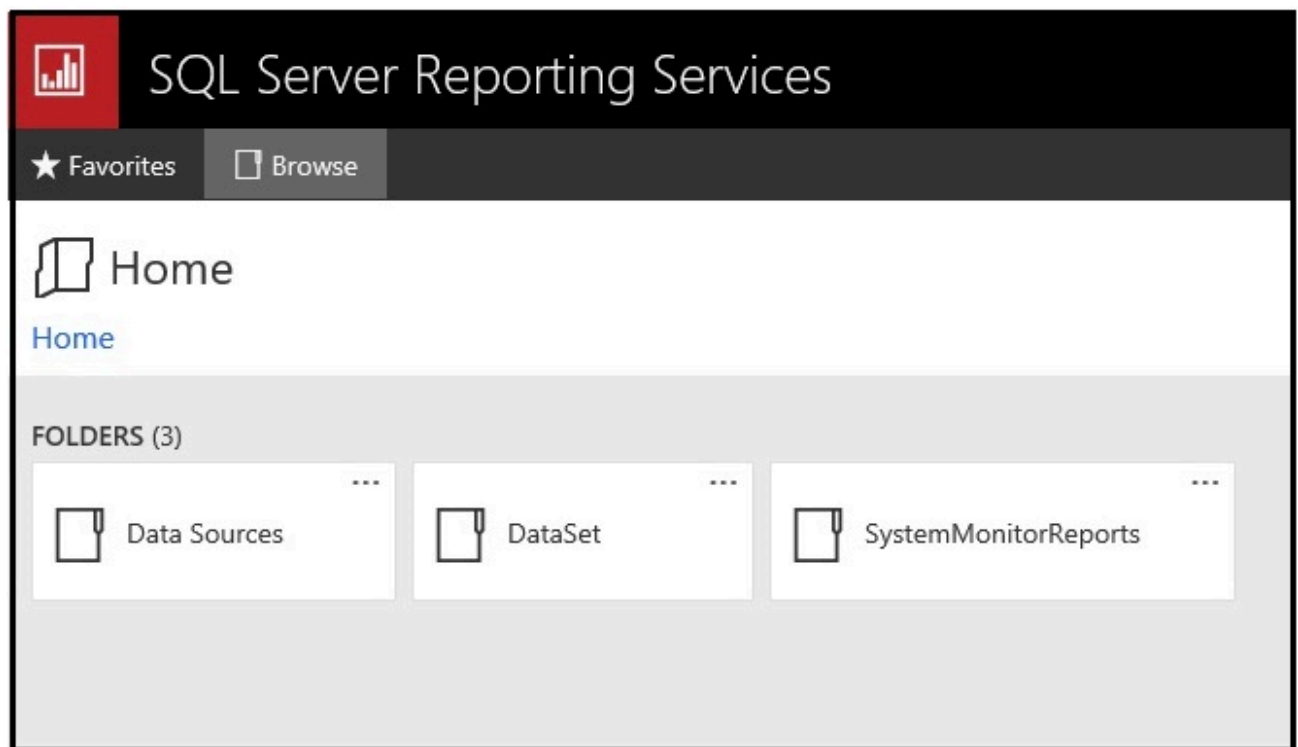 SQL Server Reporting Services
Favorites Browse
Home
Home
FOLDERS (3)
... ... ...
Data Sources DataSet SystemMonitorReports